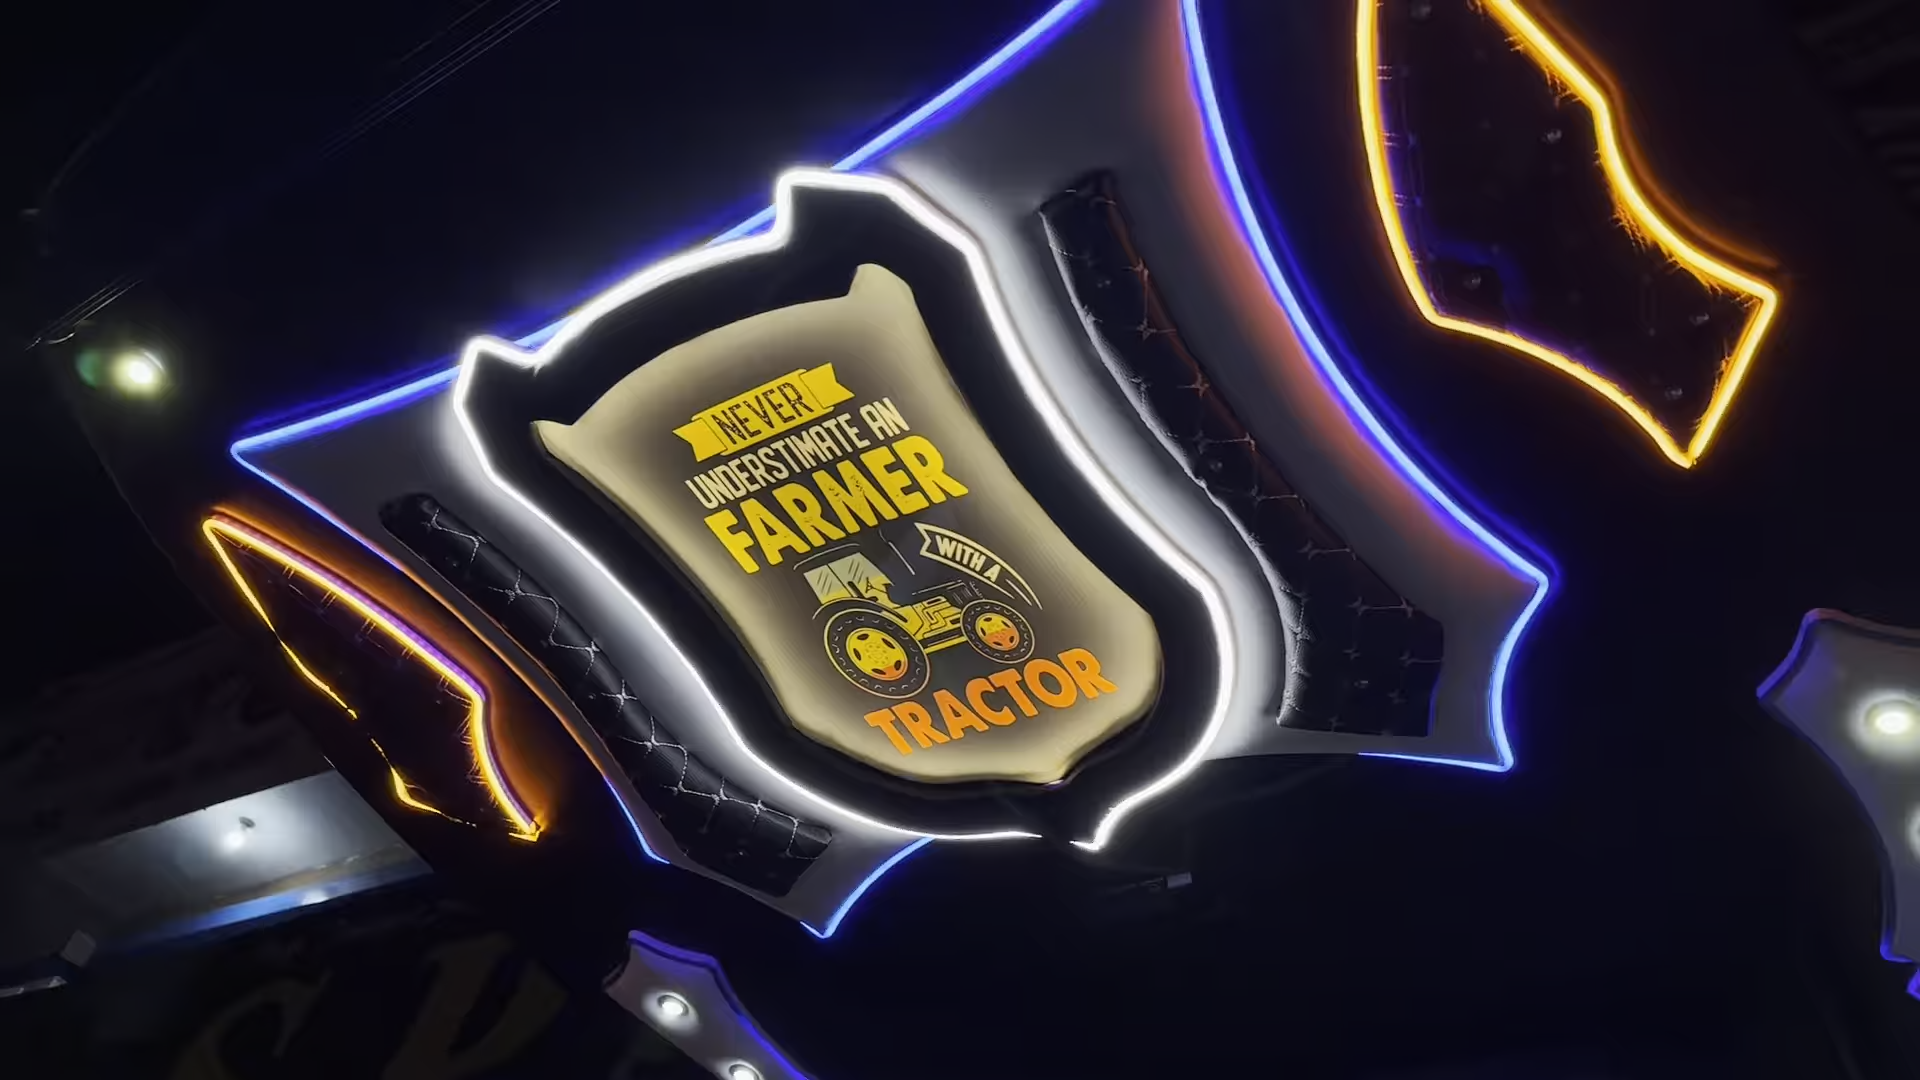 NEVER
UNDERSTIMATE AN
FARMER
WITH A
TRACTOR